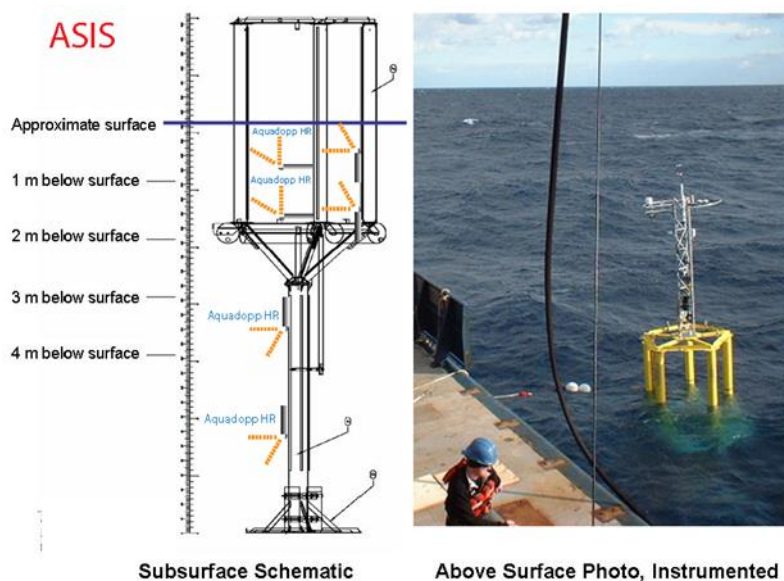 ASIS
Approximate surface
Aquadopp HR
1 m below surface
Aquadopp HR
2 m below surface
3 m below surface
Aquadopp HR
4 m below surface
Aquadopp HR
Subsurface Schematic
Above Surface Photo, Instrumented